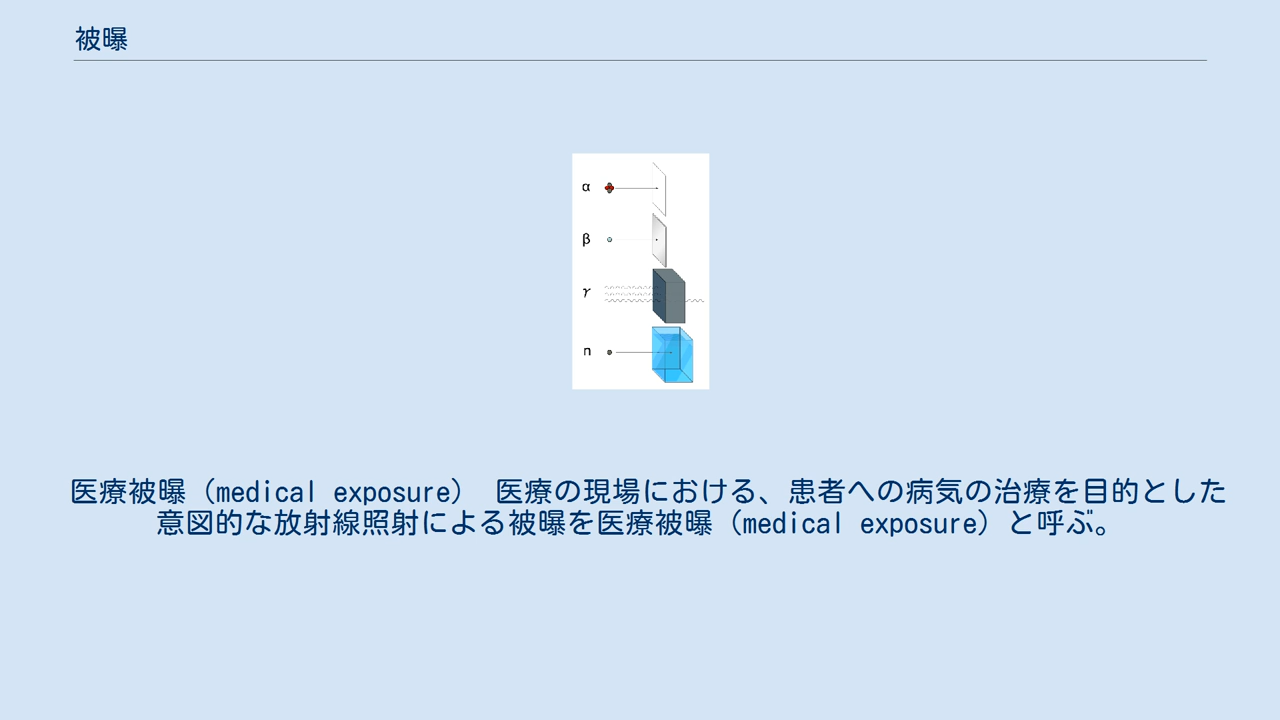 被曝
α
β
γ
n
医療被曝（medical exposure） 医療の現場における、患者への病気の治療を目的とした
意図的な放射線照射による被曝を医療被曝（medical exposure）と呼ぶ。